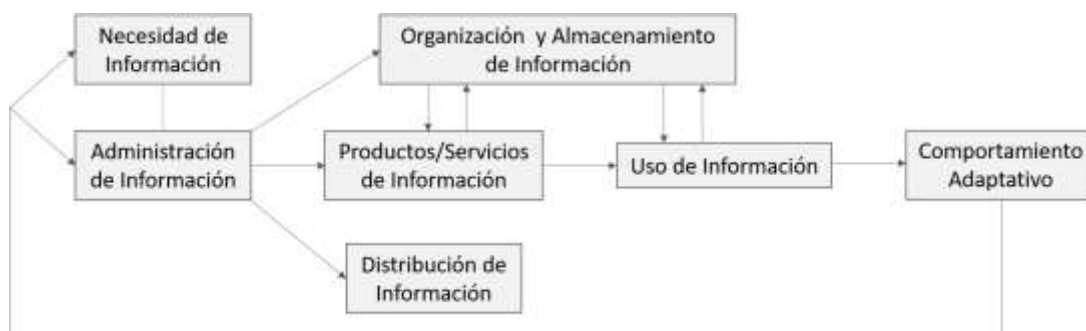 Necesidad de
Información
Organización y Almacenamiento
de Información
Administración
de Información
Productos/Servicios
de Información
Uso de Información
Comportamiento
Adaptativo
Distribución de
Información